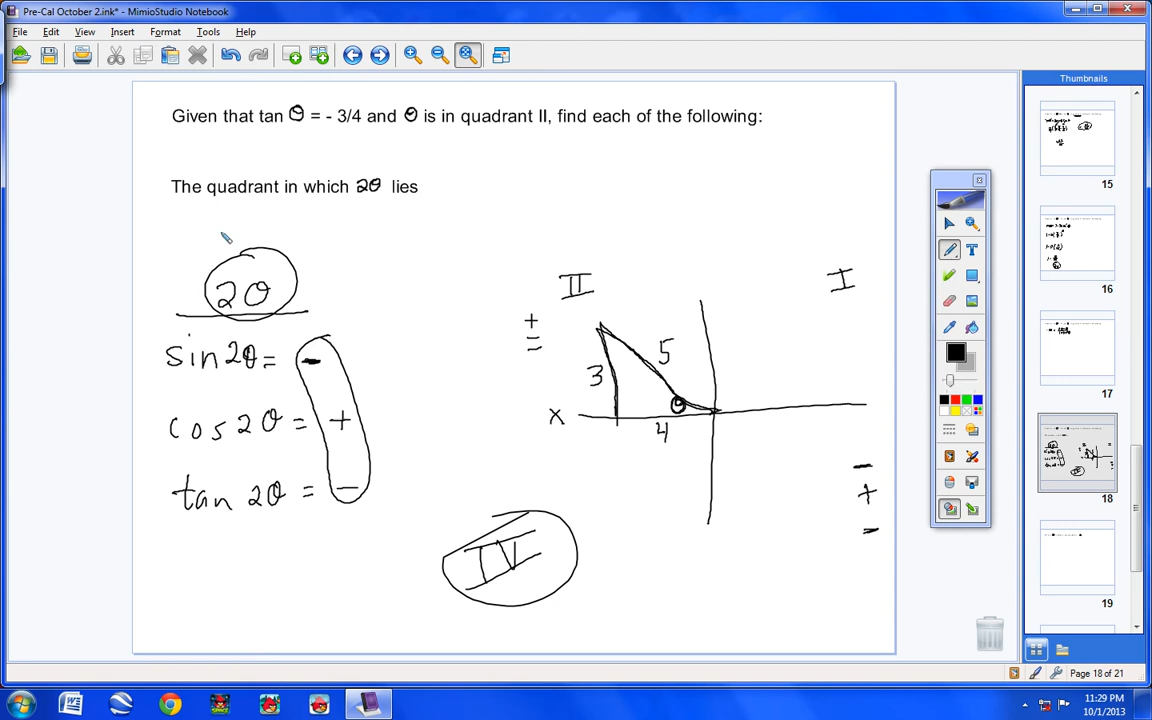 Pre-Cal October 2.ink* - MimioStudio Notebook
File Edit View Insert Format Tools Help
Thumbnails
Given that tan θ = - 3/4 and θ is in quadrant II, find each of the following:
The quadrant in which 2θ lies
2θ
sin 2θ = -
cos 2θ = +
tan 2θ = -
IV
II
I
+
=
3
5
θ
x
4
-
+
-
T
15
16
17
18
19
Page 18 of 21
W
11:29 PM
10/1/2013